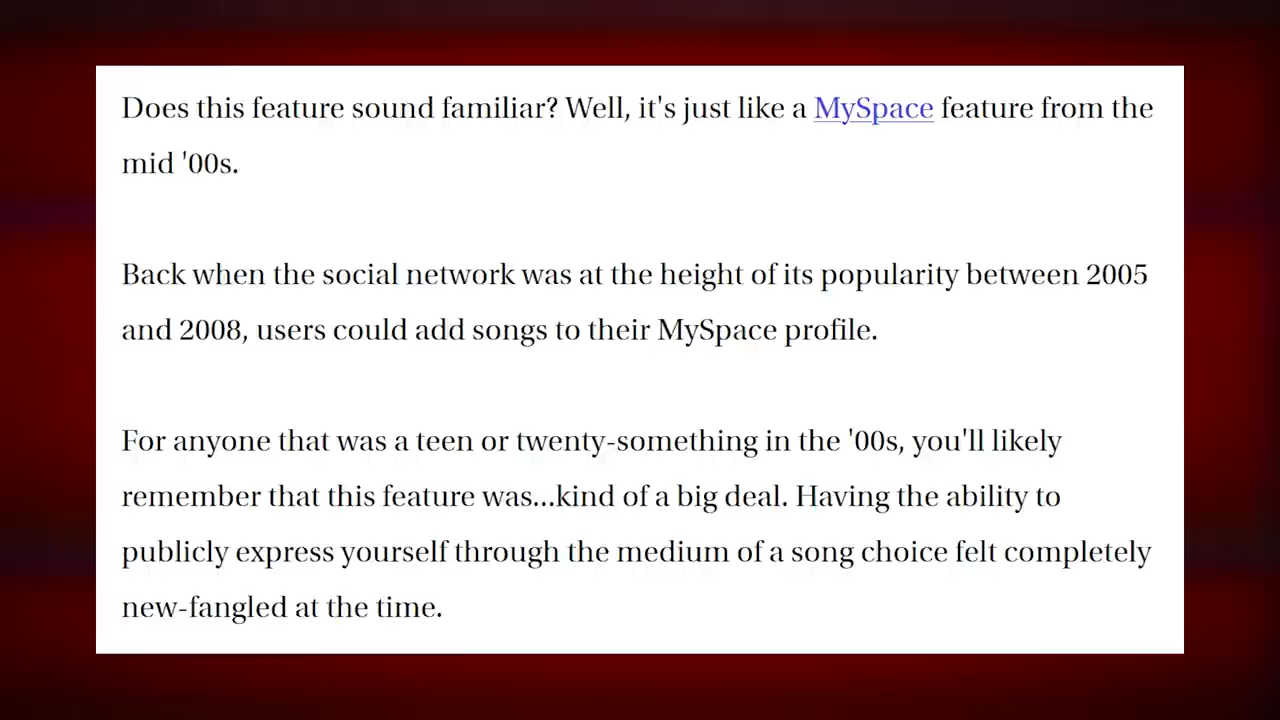 Does this feature sound familiar? Well, it's just like a MySpace feature from the
mid '00s.
Back when the social network was at the height of its popularity between 2005
and 2008, users could add songs to their MySpace profile.
For anyone that was a teen or twenty-something in the '00s, you'll likely
remember that this feature was...kind of a big deal. Having the ability to
publicly express yourself through the medium of a song choice felt completely
new-fangled at the time.